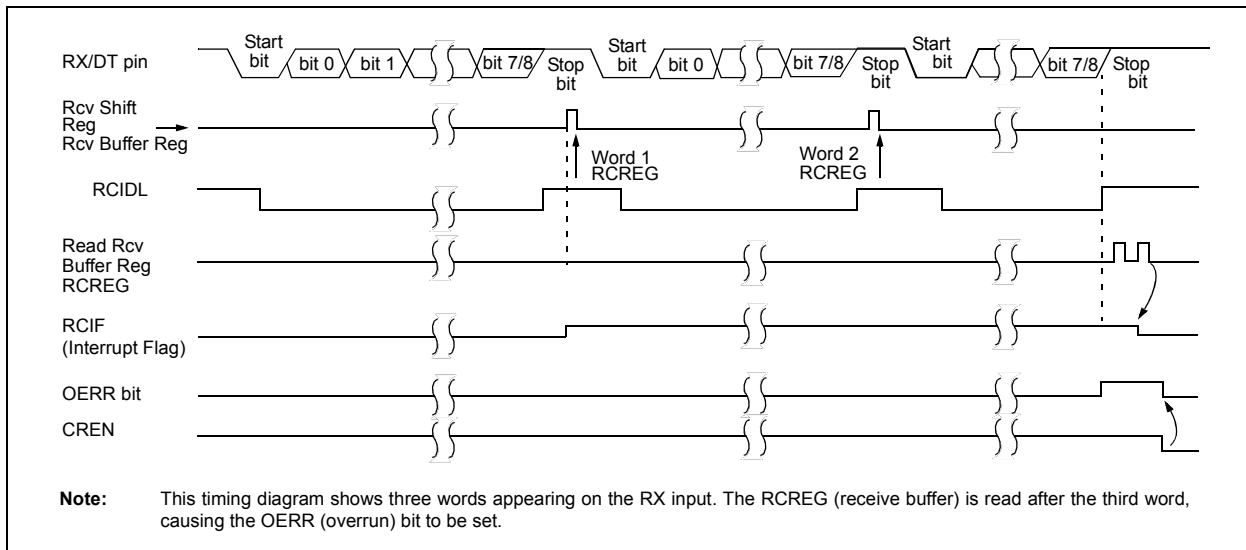 Start
bit
bit 0
bit 1
bit 7/8
Stop
bit
Start
bit
bit 0
bit 7/8
Stop
bit
Start
bit
bit 7/8
Stop
bit
RX/DT pin
Rcv Shift
Reg
Rcv Buffer Reg
Word 1
RCREG
Word 2
RCREG
RCIDL
Read Rcv
Buffer Reg
RCREG
RCIF
(Interrupt Flag)
OERR bit
CREN
Note: This timing diagram shows three words appearing on the RX input. The RCREG (receive buffer) is read after the third word,
causing the OERR (overrun) bit to be set.